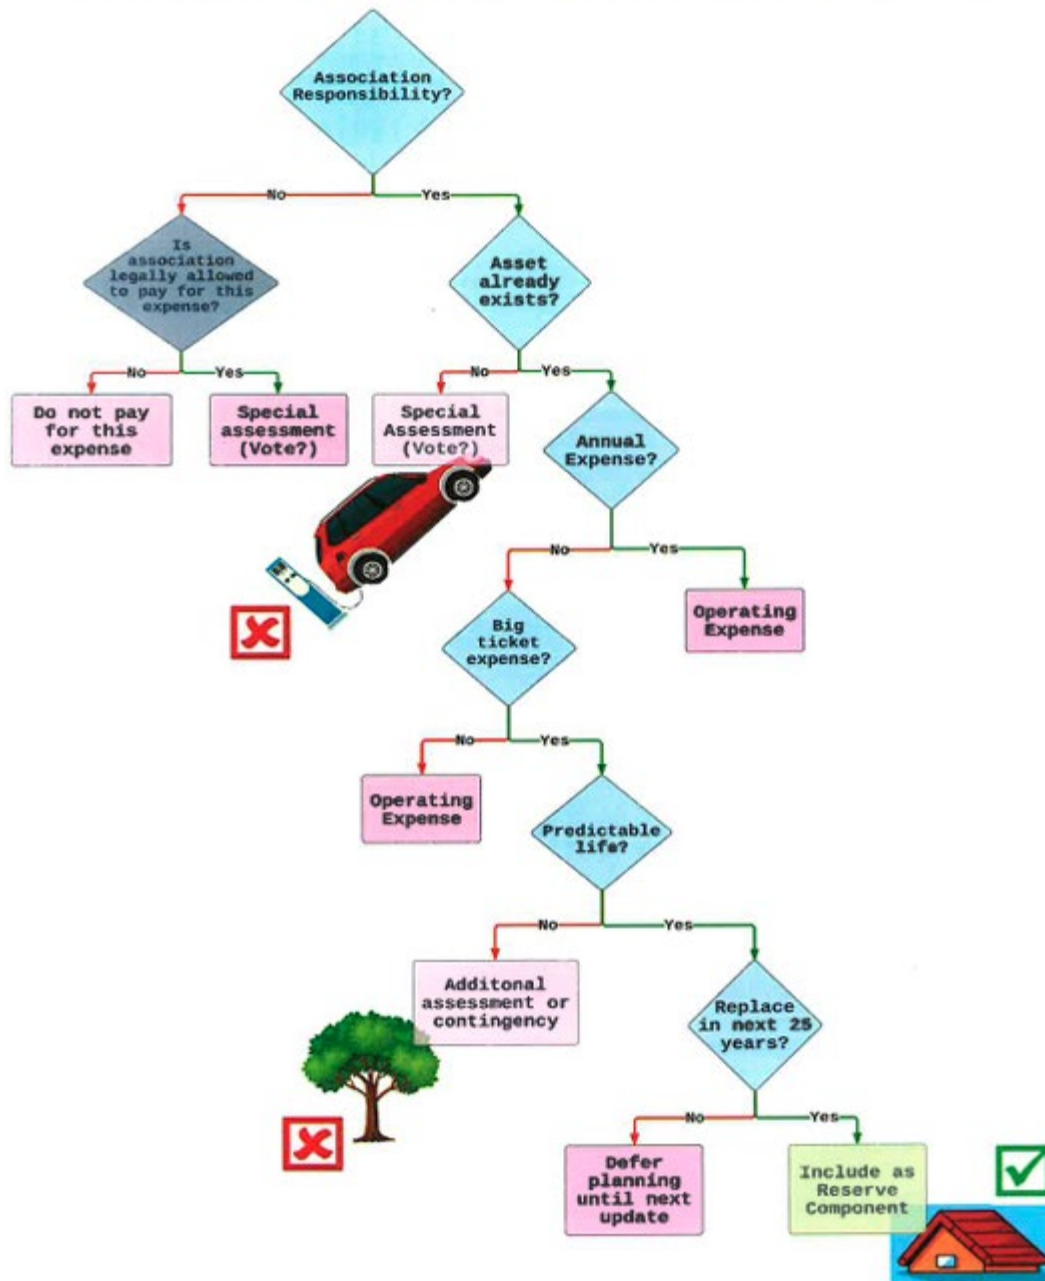 Association
Responsibility?
No
Yes
Is
association
legally allowed
to pay for this
expense?
Asset
already
exists?
No
Yes
No
Yes
Do not pay
for this
expense
Special
assessment
(Vote?)
Special
Assessment
(Vote?)
Annual
Expense?
No
Yes
Big
ticket
expense?
Operating
Expense
No
Yes
Operating
Expense
Predictable
life?
No
Yes
Additonal
assessment or
contingency
Replace
in next 25
years?
No
Yes
Defer
planning
until next
update
Include as
Reserve
Component